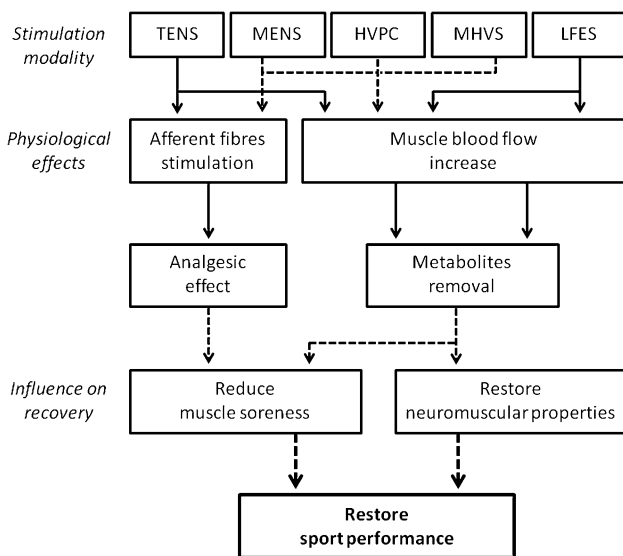 Stimulation
modality
TENS
MENS
HVPC
MHVS
LFES
Physiological
effects
Afferent fibres
stimulation
Muscle blood flow
increase
Analgesic
effect
Metabolites
removal
Influence on
recovery
Reduce
muscle soreness
Restore
neuromuscular properties
Restore
sport performance